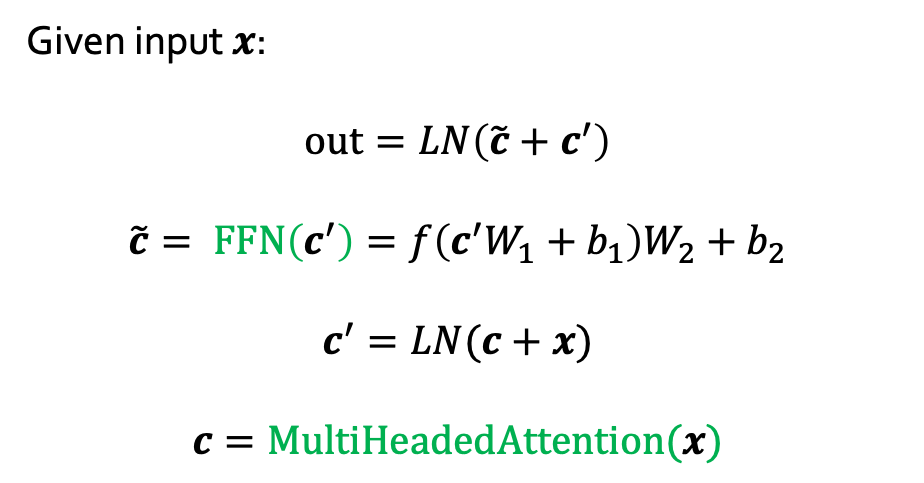 Given input x:
out = LN(c̃ + c′)
c̃ = FFN(c′) = f(c′W₁ + b₁)W₂ + b₂
c′ = LN(c + x)
c = MultiHeadedAttention(x)